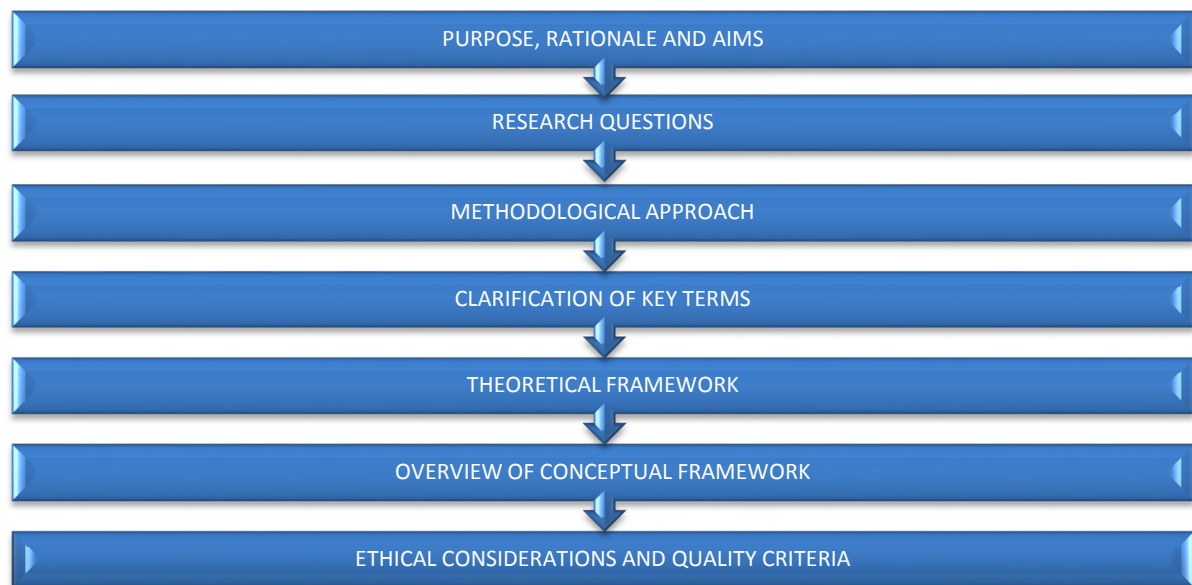 PURPOSE, RATIONALE AND AIMS
RESEARCH QUESTIONS
METHODOLOGICAL APPROACH
CLARIFICATION OF KEY TERMS
THEORETICAL FRAMEWORK
OVERVIEW OF CONCEPTUAL FRAMEWORK
ETHICAL CONSIDERATIONS AND QUALITY CRITERIA